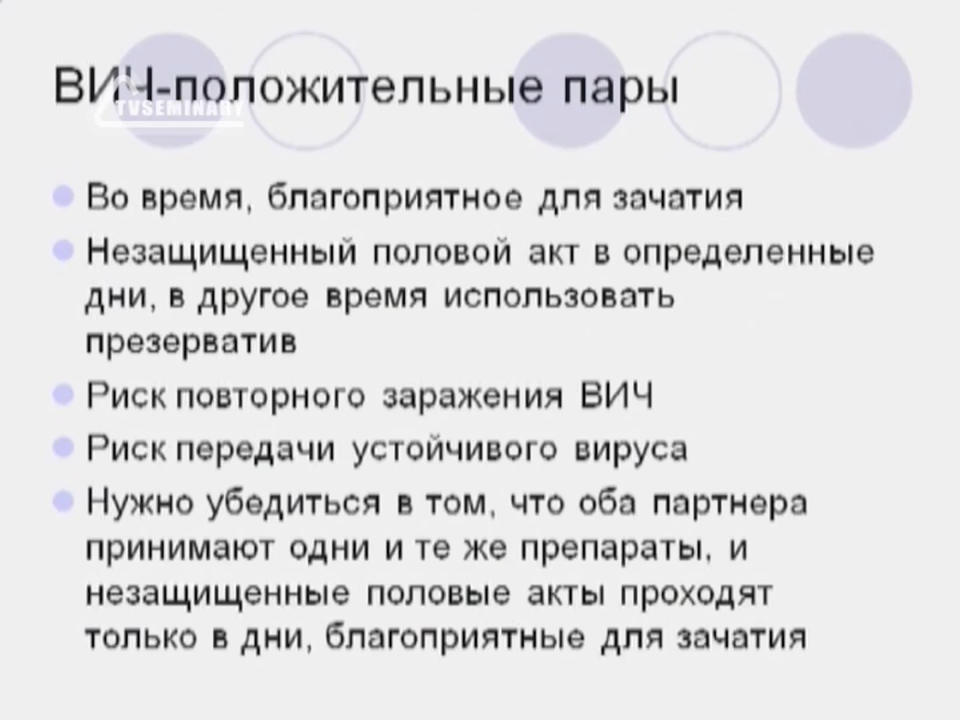 ВИЧ-положительные пары
TVSEMINARY
Во время, благоприятное для зачатия
Незащищенный половой акт в определенные
дни, в другое время использовать
презерватив
Риск повторного заражения ВИЧ
Риск передачи устойчивого вируса
Нужно убедиться в том, что оба партнера
принимают одни и те же препараты, и
незащищенные половые акты проходят
только в дни, благоприятные для зачатия